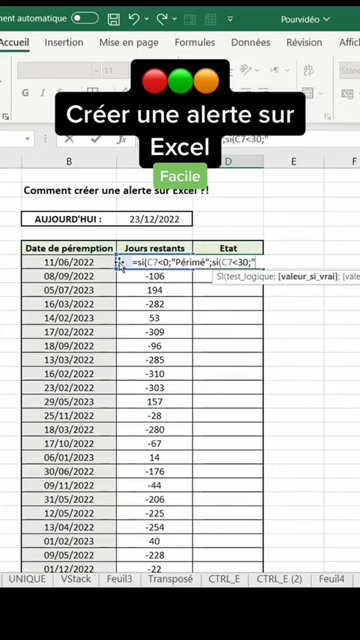 ment automatique
Pourvidéo
Accueil Insertion Mise en page Formules Données Révision Affich
11
Standard
G I S
Créer une alerte sur
Excel
Facile
;si(C7<30;"
B D E F
Comment créer une alerte sur Excel ?!
AUJOURD'HUI : 23/12/2022
Date de péremption Jours restants Etat
11/06/2022 =si(C7<0;"Périmé";si(C7<30;"
08/09/2022 -106
SI(test_logique; [valeur_si_vrai]; [vale
05/07/2023 194
16/03/2022 -282
14/02/2023 53
17/02/2022 -309
18/09/2022 -96
13/03/2022 -285
16/02/2022 -310
23/02/2022 -303
29/05/2023 157
25/11/2022 -28
18/03/2022 -280
17/10/2022 -67
06/01/2023 14
30/06/2022 -176
09/11/2022 -44
31/05/2022 -206
12/05/2022 -225
13/04/2022 -254
01/02/2023 40
09/05/2022 -228
01/12/2022 -22
UNIQUE VStack Feuil3 Transposé CTRL_E CTRL_E (2) Feuil4